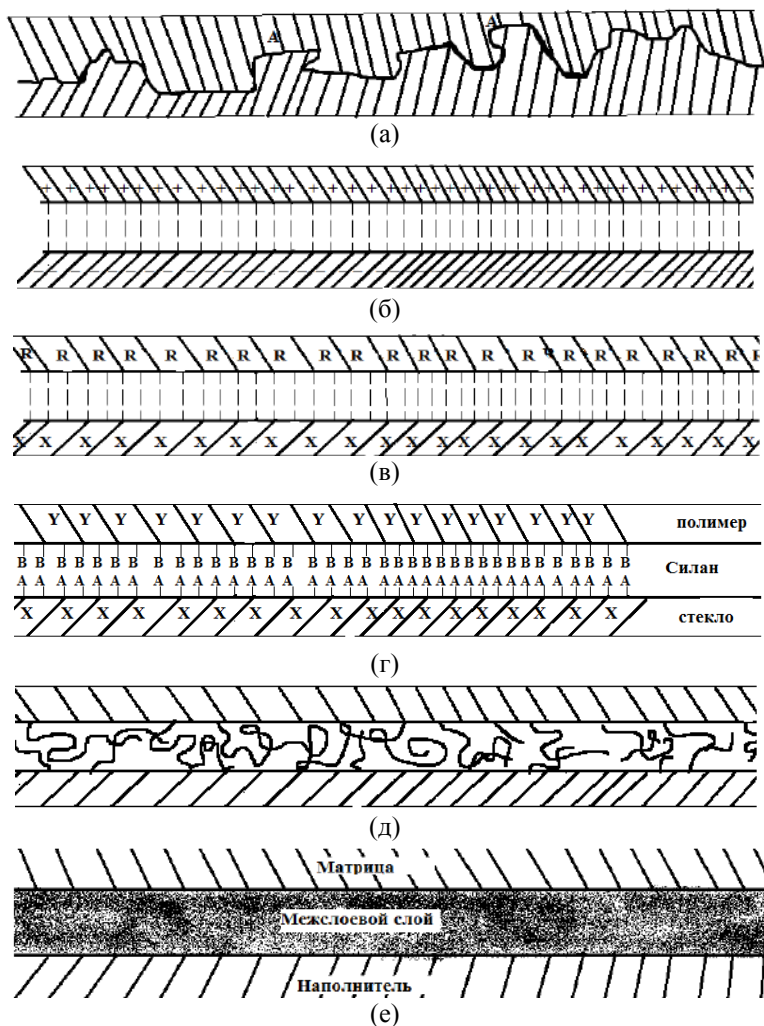 A A
(а)
(б)
R R R R R R R R R R R R R R R R R R R R R R
X X X X X X X X X X X X X X X X X X X X X X X
(в)
Y Y Y Y Y Y Y Y Y Y Y Y Y Y Y Y Y полимер
B B B B B B B B B B B B B B B B B B B B B B B B B B B B B B B B B B B B Силан
A A A A A A A A A A A A A A A A A A A A A A A A A A A A A A A A A A A A
X X X X X X X X X X X X X X X X X X стекло
(г)
(д)
Матрица
Межслоевой слой
Наполнитель
(е)